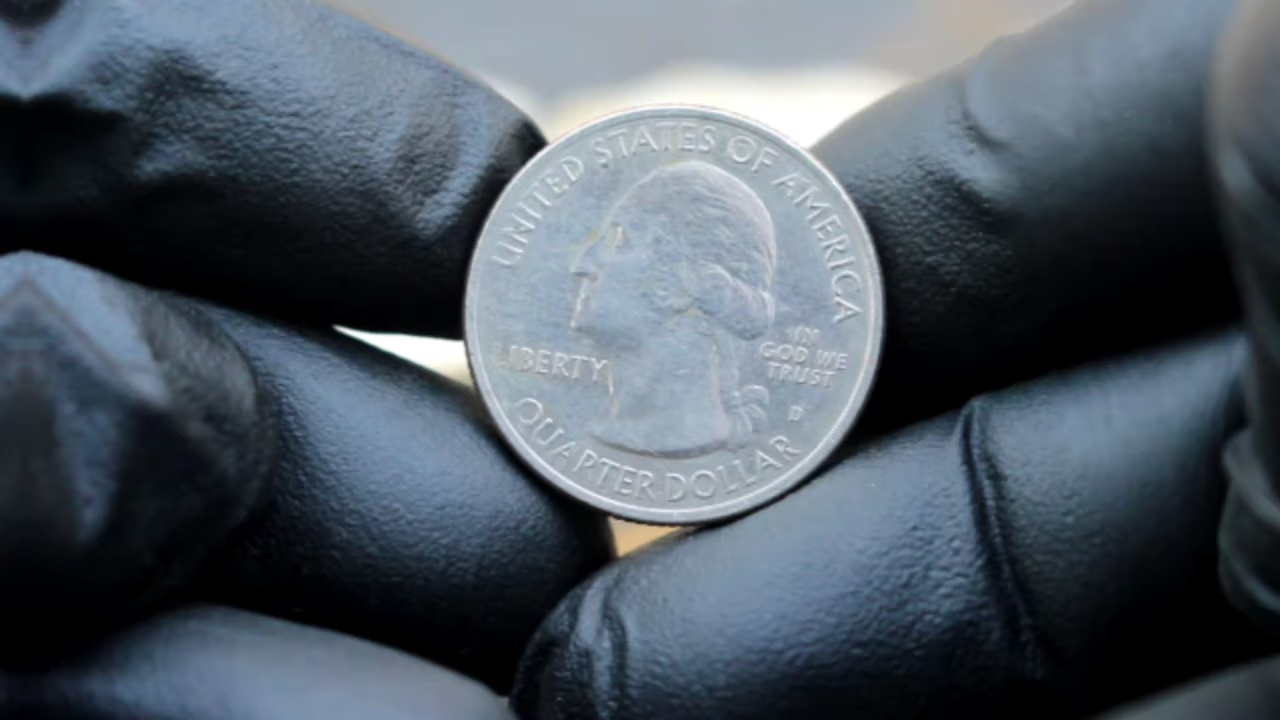 UNITED STATES OF AMERICA
LIBERTY
IN
GOD WE
TRUST
D
QUARTER DOLLAR